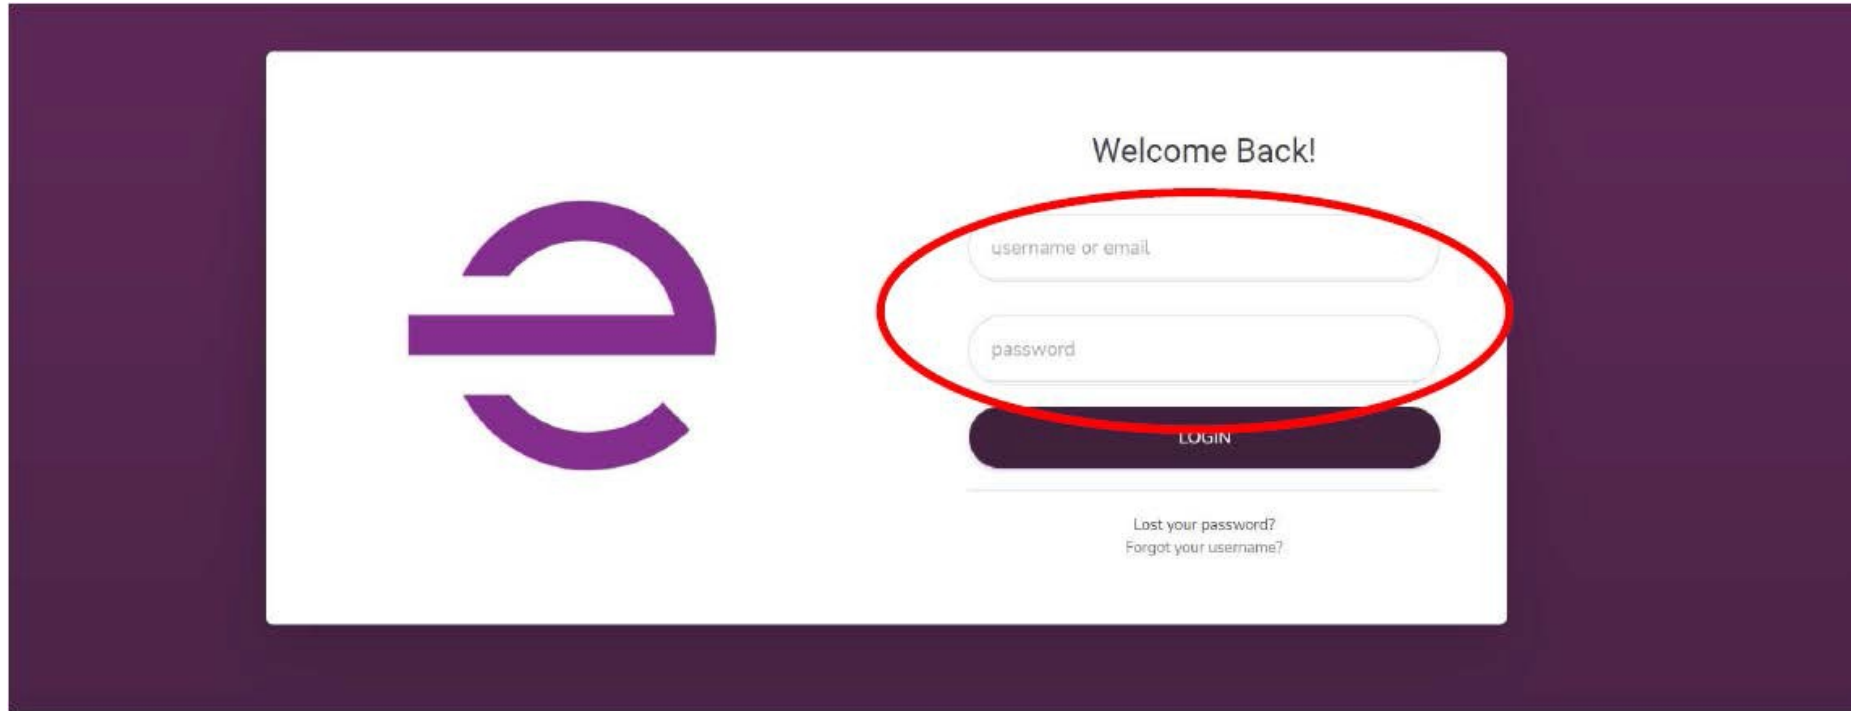 Welcome Back!
username or email
password
LOGIN
Lost your password?
Forgot your username?